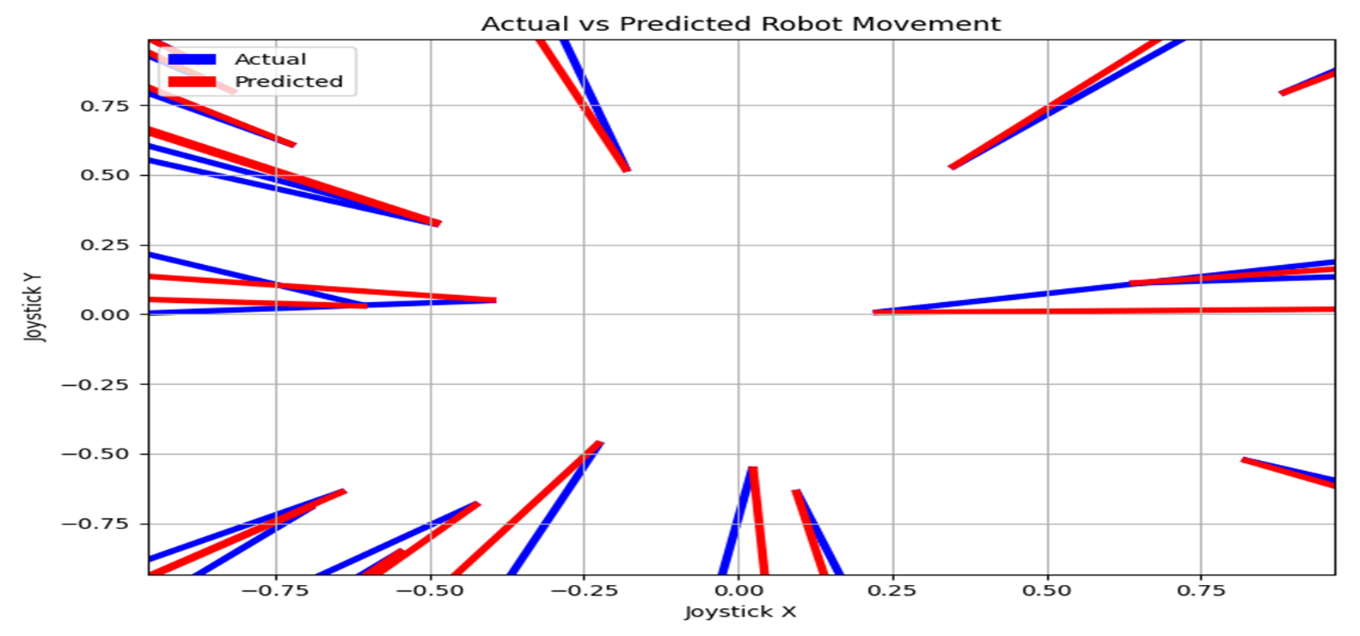 Actual vs Predicted Robot Movement
Actual
Predicted
0.75
0.50
0.25
0.00
−0.25
−0.50
−0.75
Joystick Y
−0.75 −0.50 −0.25 0.00 0.25 0.50 0.75
Joystick X